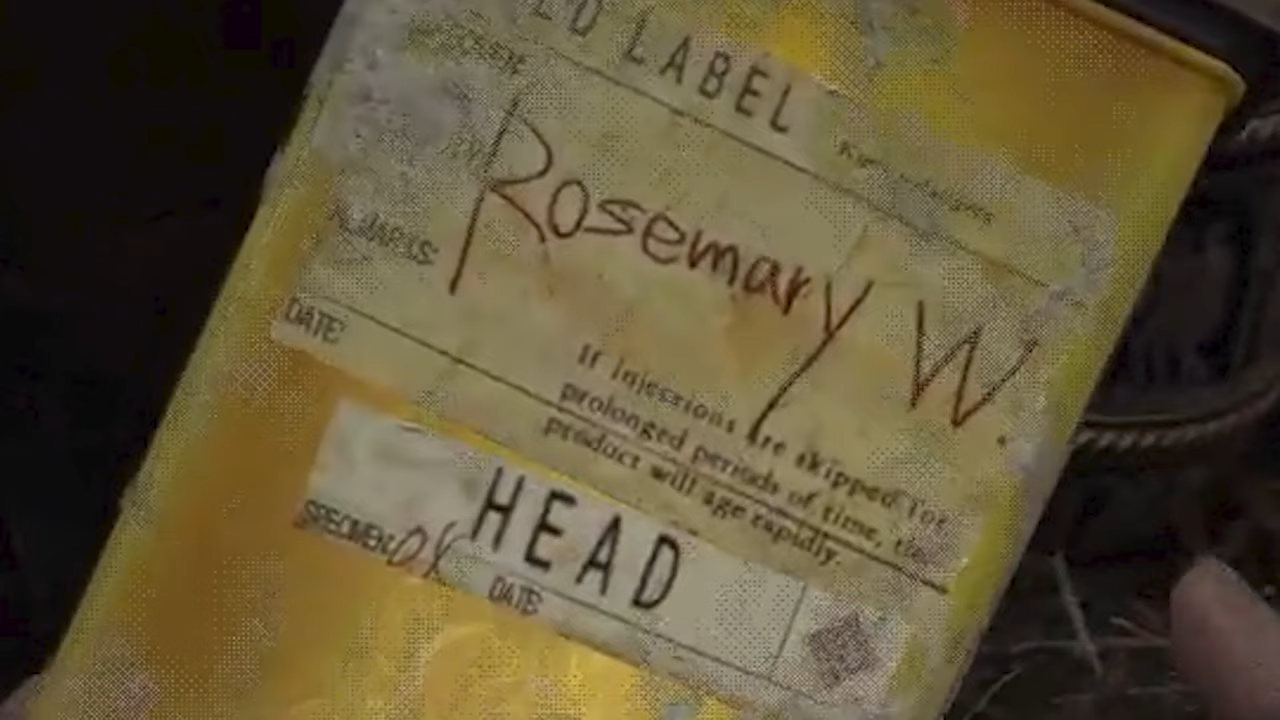 LABEL
Rosemary W.
DATE:
If injections are skipped for
prolonged periods of time, the
product will age rapidly.
HEAD
SPECIMEN
DATE